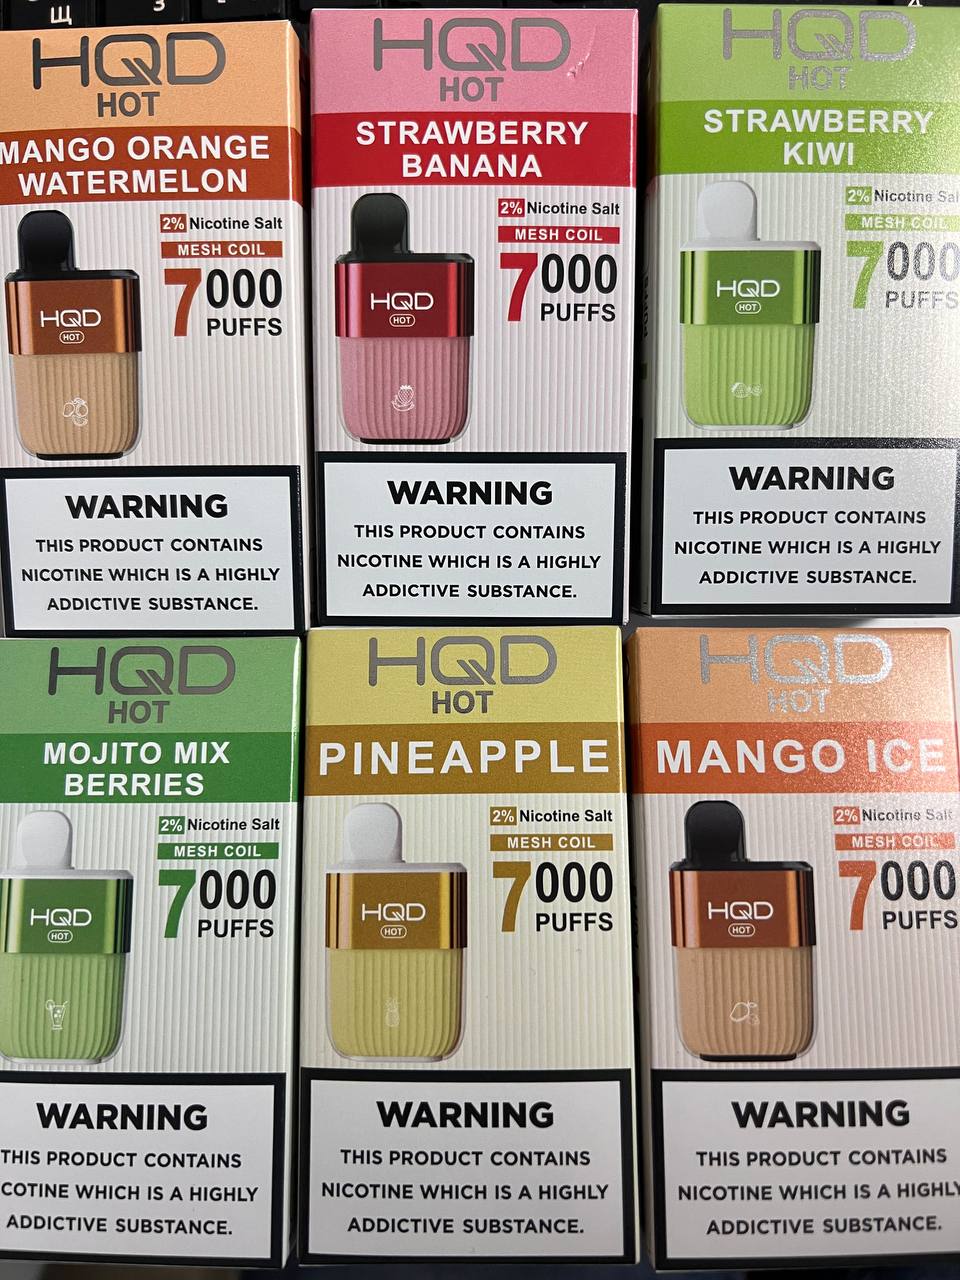 Щ
З
HQD
HOT
MANGO ORANGE
WATERMELON
2% Nicotine Salt
MESH COIL
7000
PUFFS
HQD
HOT
WARNING
THIS PRODUCT CONTAINS
NICOTINE WHICH IS A HIGHLY
ADDICTIVE SUBSTANCE.
HQD
HOT
STRAWBERRY
BANANA
2% Nicotine Salt
MESH COIL
7000
PUFFS
HQD
HOT
WARNING
THIS PRODUCT CONTAINS
NICOTINE WHICH IS A HIGHLY
ADDICTIVE SUBSTANCE.
HQD
HOT
STRAWBERRY
KIWI
2% Nicotine Salt
MESH COIL
7000
PUFFS
HQD
HOT
WARNING
THIS PRODUCT CONTAINS
NICOTINE WHICH IS A HIGHLY
ADDICTIVE SUBSTANCE.
HQD
HOT
MOJITO MIX
BERRIES
2% Nicotine Salt
MESH COIL
7000
PUFFS
HQD
HOT
WARNING
THIS PRODUCT CONTAINS
COTINE WHICH IS A HIGHLY
ADDICTIVE SUBSTANCE.
HQD
HOT
PINEAPPLE
2% Nicotine Salt
MESH COIL
7000
PUFFS
HQD
HOT
WARNING
THIS PRODUCT CONTAINS
NICOTINE WHICH IS A HIGHLY
ADDICTIVE SUBSTANCE.
HQD
HOT
MANGO ICE
2% Nicotine Salt
MESH COIL
7000
PUFFS
HQD
HOT
WARNING
THIS PRODUCT CONTAINS
NICOTINE WHICH IS A HIGHLY
ADDICTIVE SUBSTANCE.